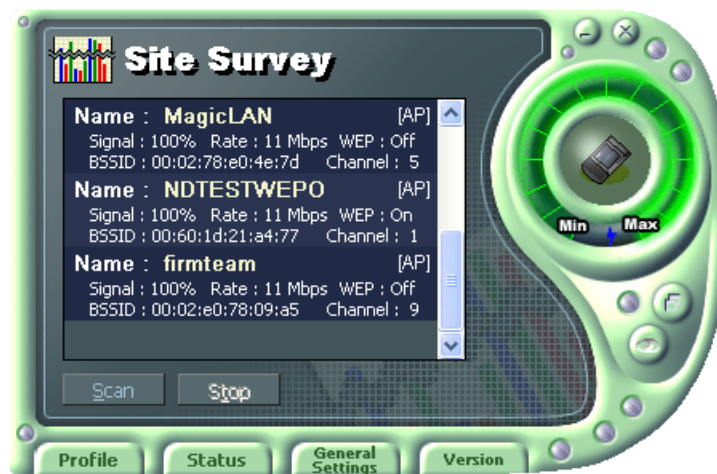 Site Survey
Name : MagicLAN [AP]
Signal : 100% Rate : 11 Mbps WEP : Off
BSSID : 00:02:78:e0:4e:7d Channel : 5
Name : NDTESTWEPO [AP]
Signal : 100% Rate : 11 Mbps WEP : On
BSSID : 00:60:1d:21:a4:77 Channel : 1
Name : firmteam [AP]
Signal : 100% Rate : 11 Mbps WEP : Off
BSSID : 00:02:e0:78:09:a5 Channel : 9
Min Max
Scan Stop
Profile Status General Settings Version